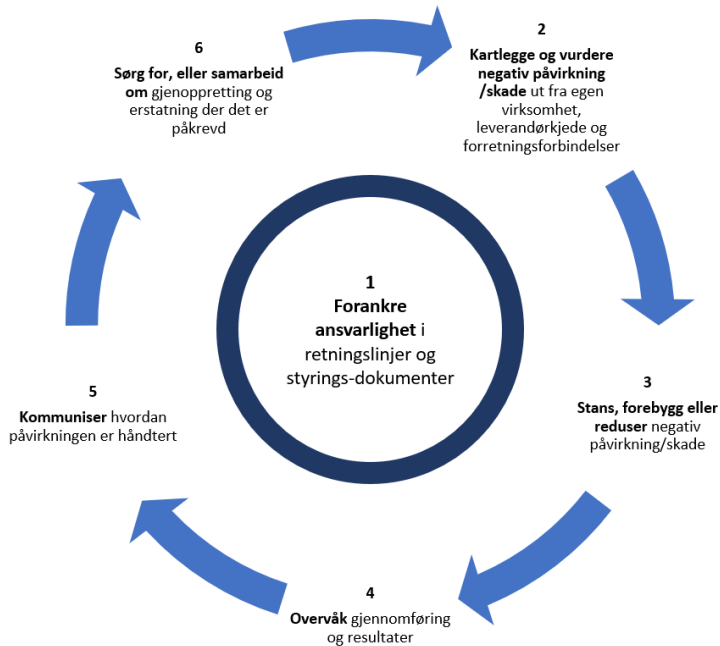 1
Forankre
ansvarlighet i
retningslinjer og
styrings-dokumenter
2
Kartlegge og vurdere
negativ påvirkning
/skade ut fra egen
virksomhet,
leverandørkjede og
forretningsforbindelser
3
Stans, forebygg eller
reduser negativ
påvirkning/skade
4
Overvåk gjennomføring
og resultater
5
Kommuniser hvordan
påvirkningen er håndtert
6
Sørg for, eller samarbeid
om gjenoppretting og
erstatning der det er
påkrevd